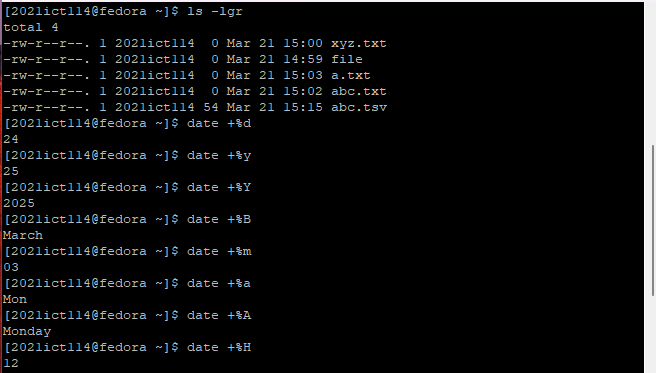 [2021ict114@fedora ~]$ ls -lgr
total 4
-rw-r--r--. 1 2021ict114  0 Mar 21 15:00 xyz.txt
-rw-r--r--. 1 2021ict114  0 Mar 21 14:59 file
-rw-r--r--. 1 2021ict114  0 Mar 21 15:03 a.txt
-rw-r--r--. 1 2021ict114  0 Mar 21 15:02 abc.txt
-rw-r--r--. 1 2021ict114 54 Mar 21 15:15 abc.tsv
[2021ict114@fedora ~]$ date +%d
24
[2021ict114@fedora ~]$ date +%y
25
[2021ict114@fedora ~]$ date +%Y
2025
[2021ict114@fedora ~]$ date +%B
March
[2021ict114@fedora ~]$ date +%m
03
[2021ict114@fedora ~]$ date +%a
Mon
[2021ict114@fedora ~]$ date +%A
Monday
[2021ict114@fedora ~]$ date +%H
12